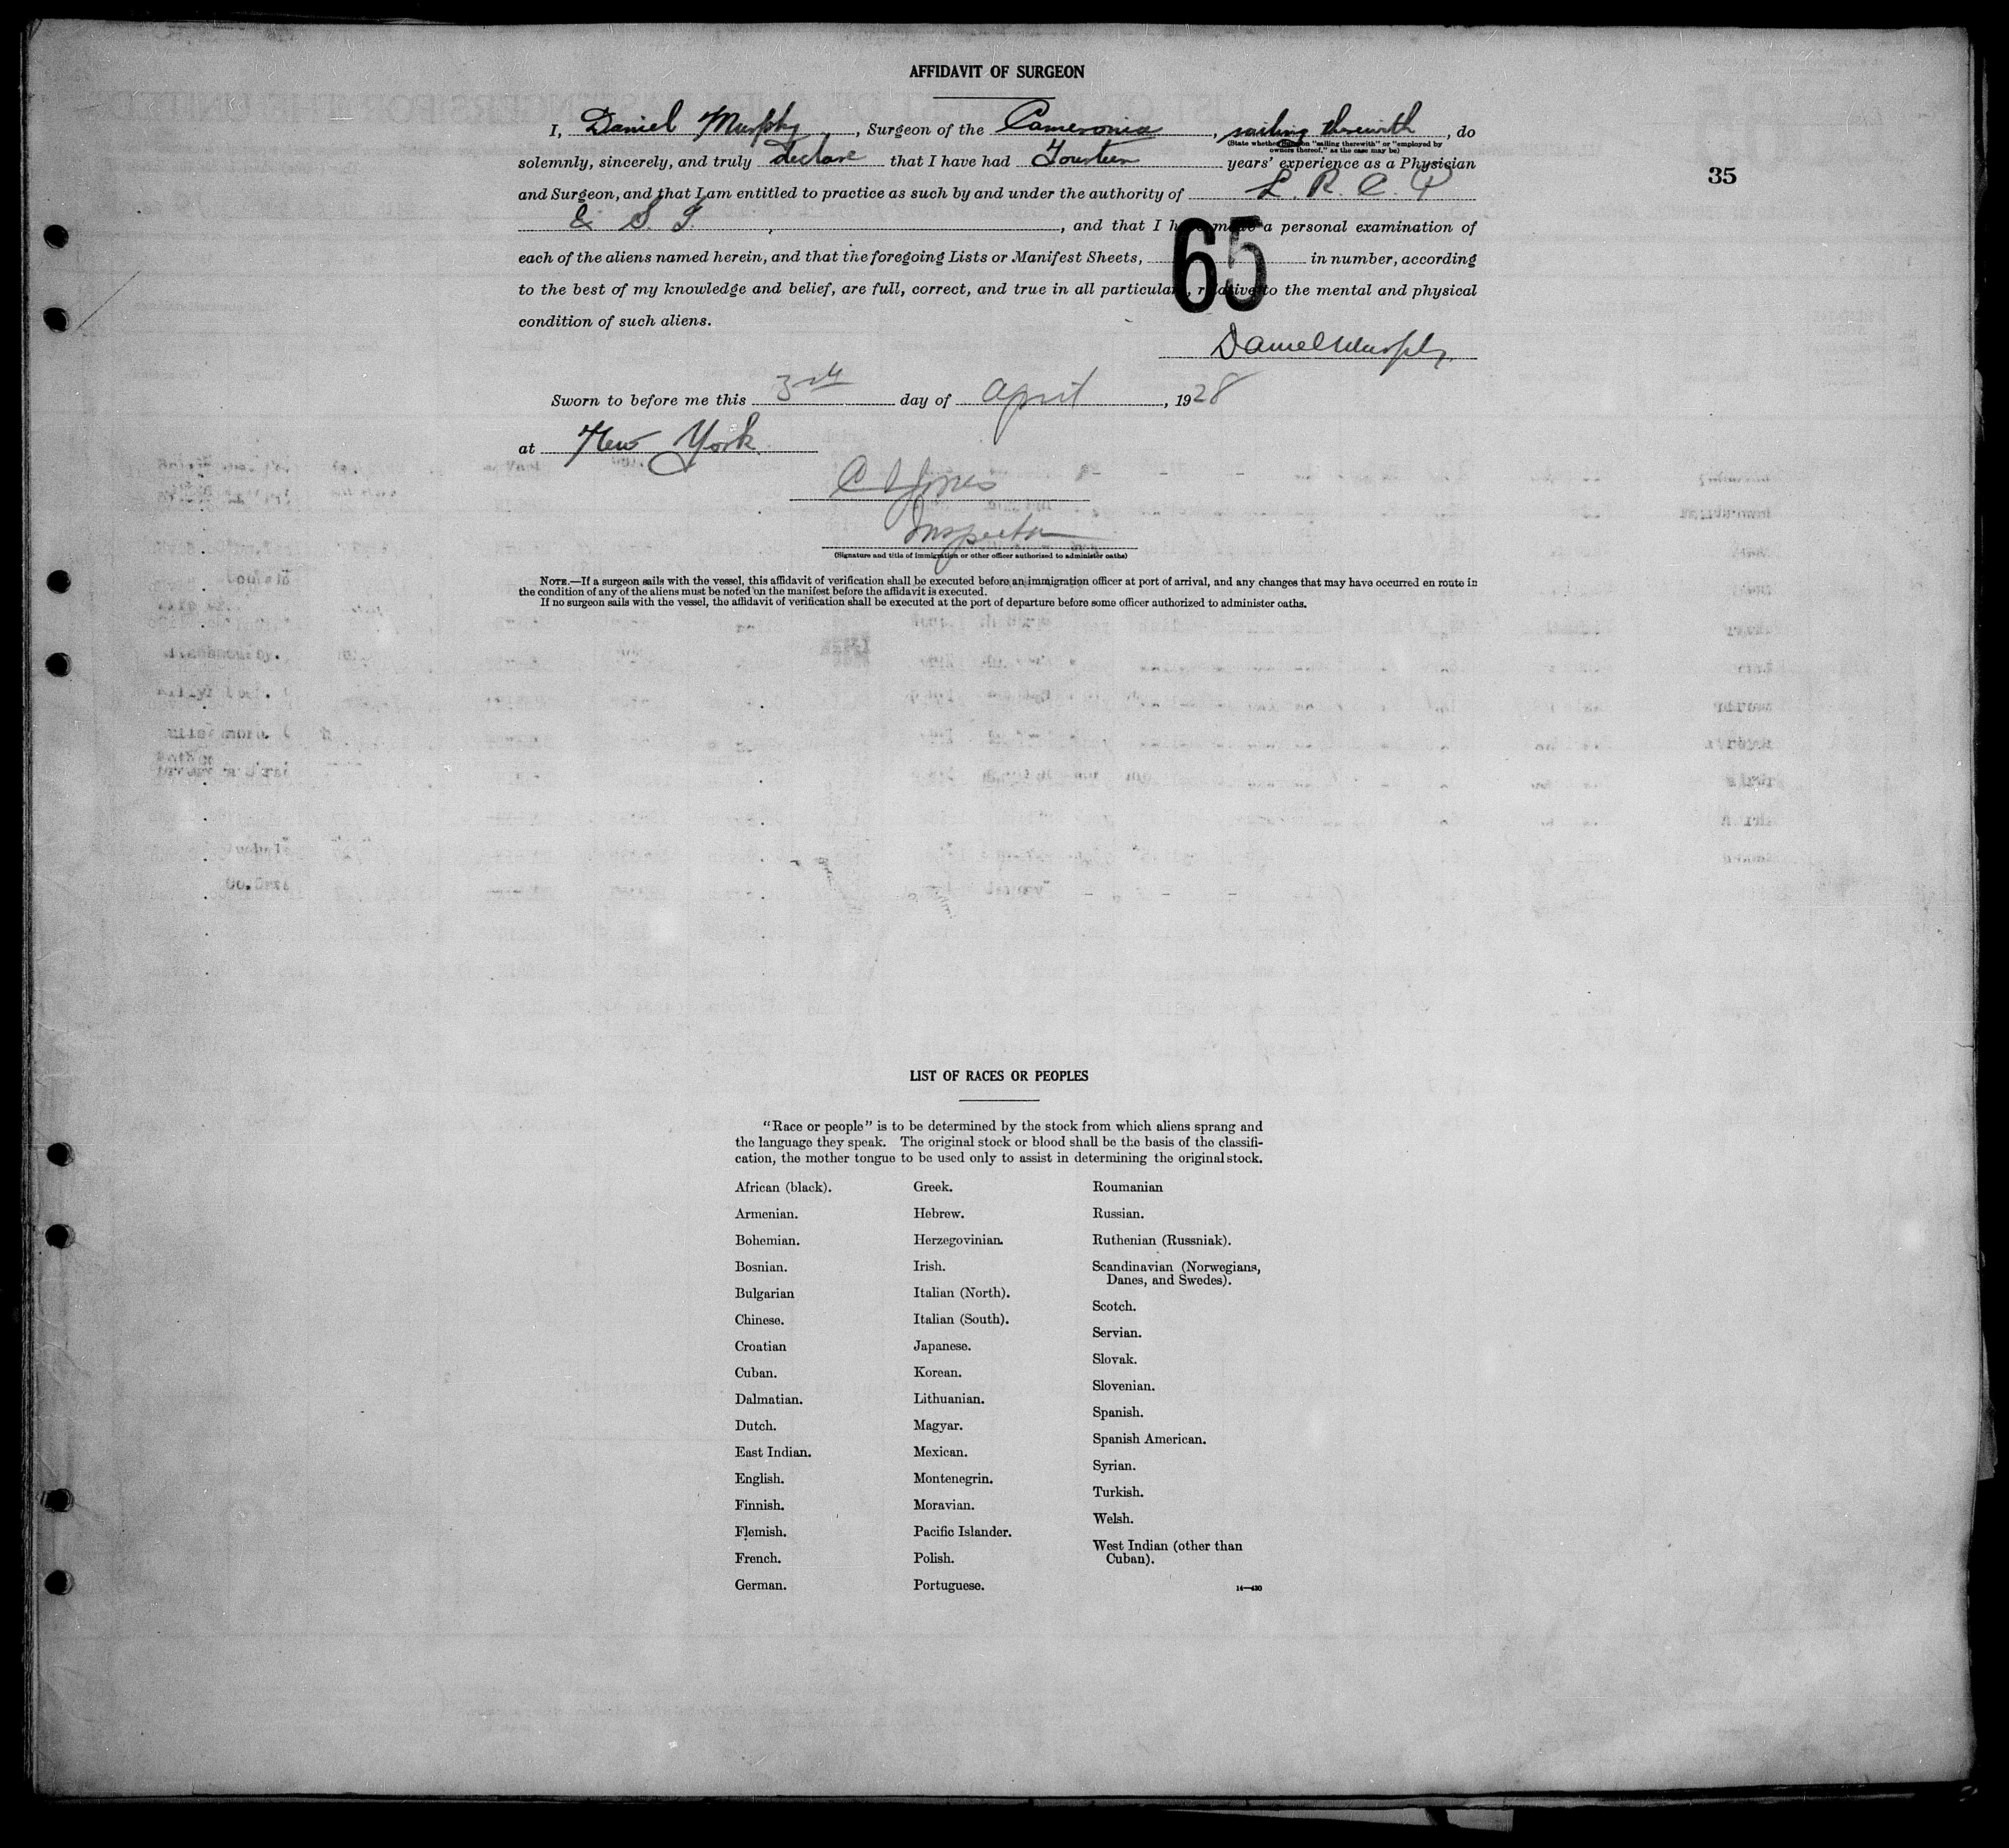 AFFIDAVIT OF SURGEON
I, Daniel Murphy, Surgeon of the Cameronia, sailing therewith, do
(State whether surgeon "sailing therewith" or "employed by
owners thereof," as the case may be)
solemnly, sincerely, and truly declare that I have had Fourteen years' experience as a Physician
35
and Surgeon, and that I am entitled to practice as such by and under the authority of L. R. C. P
& S. I. , and that I have made a personal examination of
each of the aliens named herein, and that the foregoing Lists or Manifest Sheets, 65 in number, according
to the best of my knowledge and belief, are full, correct, and true in all particulars, relative to the mental and physical
condition of such aliens.
Daniel Murphy
Sworn to before me this 3rd day of April, 1928
at New York.
Jones
Inspector
(Signature and title of immigration or other officer authorized to administer oaths)
NOTE.—If a surgeon sails with the vessel, this affidavit of verification shall be executed before an immigration officer at port of arrival, and any changes that may have occurred en route in
the condition of any of the aliens must be noted on the manifest before the affidavit is executed.
If no surgeon sails with the vessel, the affidavit of verification shall be executed at the port of departure before some officer authorized to administer oaths.
LIST OF RACES OR PEOPLES
"Race or people" is to be determined by the stock from which aliens sprang and
the language they speak. The original stock or blood shall be the basis of the classifi-
cation, the mother tongue to be used only to assist in determining the original stock.
African (black).
Armenian.
Bohemian.
Bosnian.
Bulgarian
Chinese.
Croatian
Cuban.
Dalmatian.
Dutch.
East Indian.
English.
Finnish.
Flemish.
French.
German.
Greek.
Hebrew.
Herzegovinian.
Irish.
Italian (North).
Italian (South).
Japanese.
Korean.
Lithuanian.
Magyar.
Mexican.
Montenegrin.
Moravian.
Pacific Islander.
Polish.
Portuguese.
Roumanian
Russian.
Ruthenian (Russniak).
Scandinavian (Norwegians,
Danes, and Swedes).
Scotch.
Servian.
Slovak.
Slovenian.
Spanish.
Spanish American.
Syrian.
Turkish.
Welsh.
West Indian (other than
Cuban).
14—430